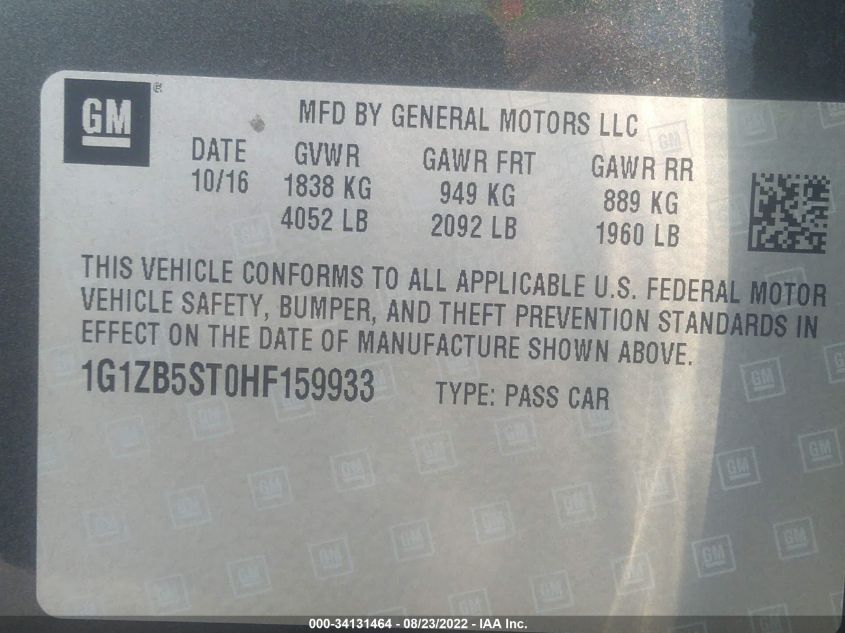 GM ®
MFD BY GENERAL MOTORS LLC
DATE GVWR GAWR FRT GAWR RR
10/16 1838 KG 949 KG 889 KG
4052 LB 2092 LB 1960 LB
THIS VEHICLE CONFORMS TO ALL APPLICABLE U.S. FEDERAL MOTOR
VEHICLE SAFETY, BUMPER, AND THEFT PREVENTION STANDARDS IN
EFFECT ON THE DATE OF MANUFACTURE SHOWN ABOVE.
1G1ZB5ST0HF159933 TYPE: PASS CAR
000-34131464 - 08/23/2022 - IAA Inc.